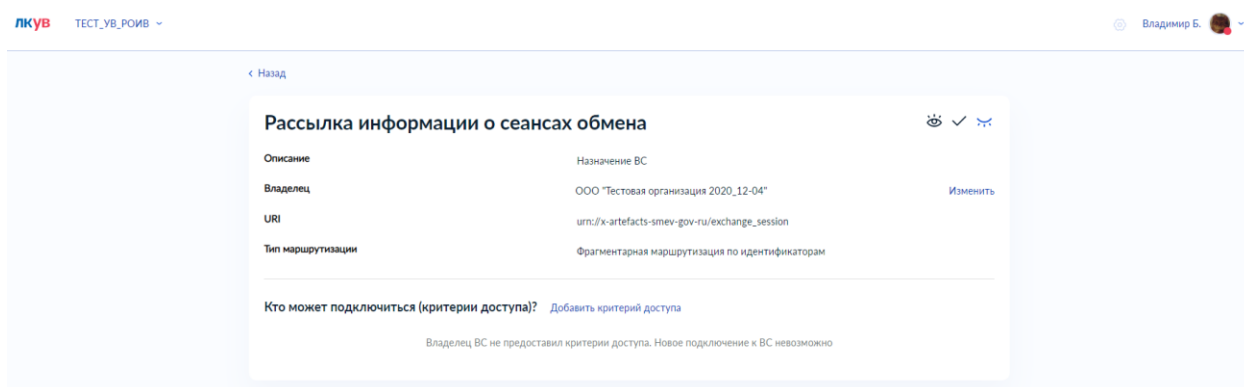 ЛКУВ ТЕСТ_УВ_РОИВ Владимир Б.
Назад
Рассылка информации о сеансах обмена
Описание Назначение ВС
Владелец ООО "Тестовая организация 2020_12-04" Изменить
URI urn://x-artefacts-smev-gov-ru/exchange_session
Тип маршрутизации Фрагментарная маршрутизация по идентификаторам
Кто может подключиться (критерии доступа)? Добавить критерий доступа
Владелец ВС не предоставил критерии доступа. Новое подключение к ВС невозможно